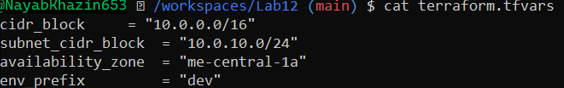 @NayabKhazin653 /workspaces/Lab12 (main) $ cat terraform.tfvars
cidr_block     = "10.0.0.0/16"
subnet_cidr_block  = "10.0.10.0/24"
availability_zone  = "me-central-1a"
env_prefix         = "dev"